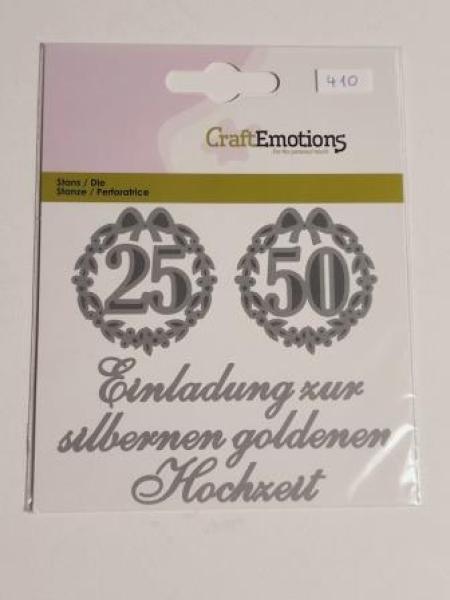 410
CraftEmotions
For the personal touch!
Stans / Die
Stanze / Perforatrice
25 50
Einladung zur
silbernen goldenen
Hochzeit